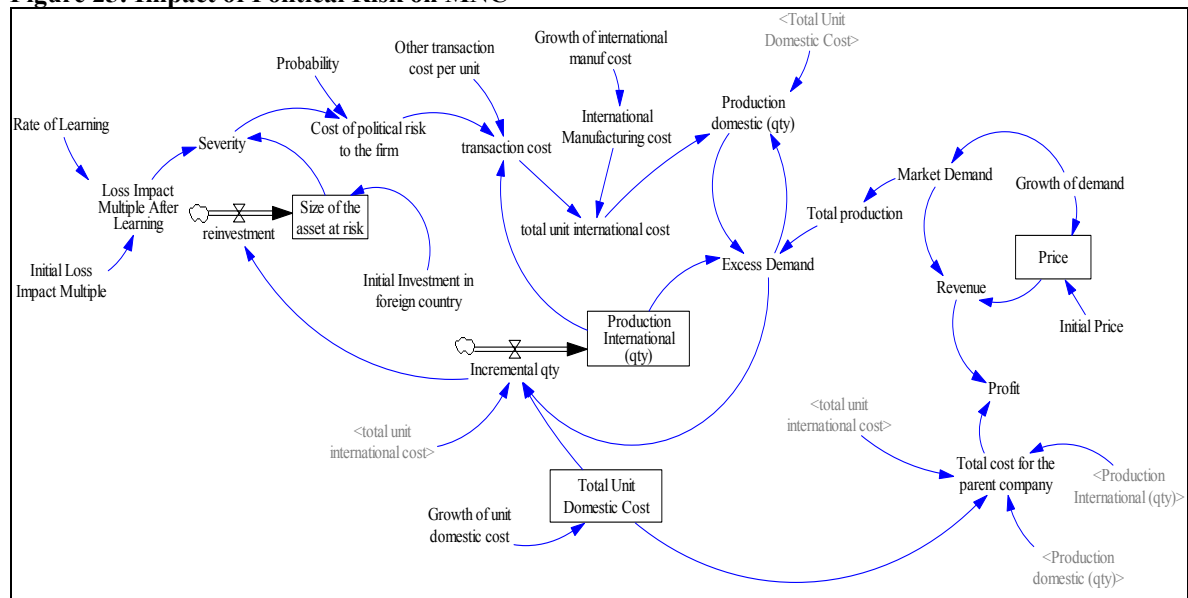 Figure 23: Impact of Political Risk on MNC
<Total Unit
Domestic Cost>
Growth of international
manuf cost
Other transaction
cost per unit
Probability
Production
domestic (qty)
International
Manufacturing cost
Rate of Learning
Cost of political risk
to the firm
Severity
transaction cost
Market Demand
Growth of demand
Loss Impact
Multiple After
Learning
Size of the
asset at risk
Total production
reinvestment
total unit international cost
Price
Excess Demand
Initial Loss
Impact Multiple
Initial Investment in
foreign country
Revenue
Production
International
(qty)
Initial Price
Incremental qty
Profit
<total unit
international cost>
<total unit
international cost>
Total cost for the
parent company
<Production
International (qty)>
Total Unit
Domestic Cost
Growth of unit
domestic cost
<Production
domestic (qty)>